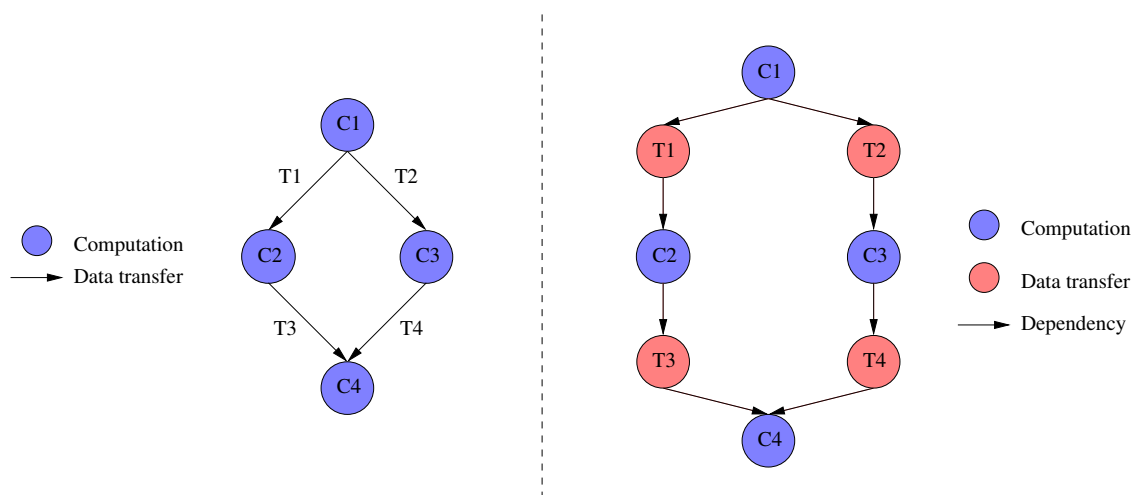 C1
T1
T2
C2
C3
T3
T4
C4
Computation
Data transfer
C1
T1
T2
C2
C3
T3
T4
C4
Computation
Data transfer
Dependency